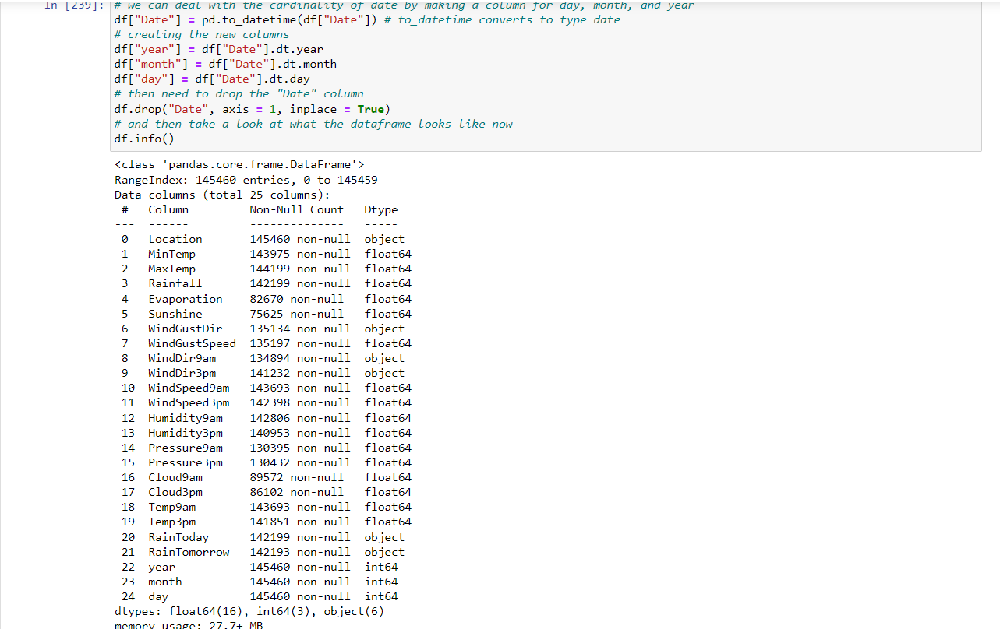 In [239]: # we can deal with the cardinality of date by making a column for day, month, and year
df["Date"] = pd.to_datetime(df["Date"]) # to_datetime converts to type date
# creating the new columns
df["year"] = df["Date"].dt.year
df["month"] = df["Date"].dt.month
df["day"] = df["Date"].dt.day
# then need to drop the "Date" column
df.drop("Date", axis = 1, inplace = True)
# and then take a look at what the dataframe looks like now
df.info()
<class 'pandas.core.frame.DataFrame'>
RangeIndex: 145460 entries, 0 to 145459
Data columns (total 25 columns):
 #   Column         Non-Null Count   Dtype
---  ------         --------------   -----
 0   Location       145460 non-null  object
 1   MinTemp        143975 non-null  float64
 2   MaxTemp        144199 non-null  float64
 3   Rainfall       142199 non-null  float64
 4   Evaporation    82670 non-null   float64
 5   Sunshine       75625 non-null   float64
 6   WindGustDir    135134 non-null  object
 7   WindGustSpeed  135197 non-null  float64
 8   WindDir9am     134894 non-null  object
 9   WindDir3pm     141232 non-null  object
 10  WindSpeed9am   143693 non-null  float64
 11  WindSpeed3pm   142398 non-null  float64
 12  Humidity9am    142806 non-null  float64
 13  Humidity3pm    140953 non-null  float64
 14  Pressure9am    130395 non-null  float64
 15  Pressure3pm    130432 non-null  float64
 16  Cloud9am       89572 non-null   float64
 17  Cloud3pm       86102 non-null   float64
 18  Temp9am        143693 non-null  float64
 19  Temp3pm        141851 non-null  float64
 20  RainToday      142199 non-null  object
 21  RainTomorrow   142193 non-null  object
 22  year           145460 non-null  int64
 23  month          145460 non-null  int64
 24  day            145460 non-null  int64
dtypes: float64(16), int64(3), object(6)
memory usage: 27.7+ MB